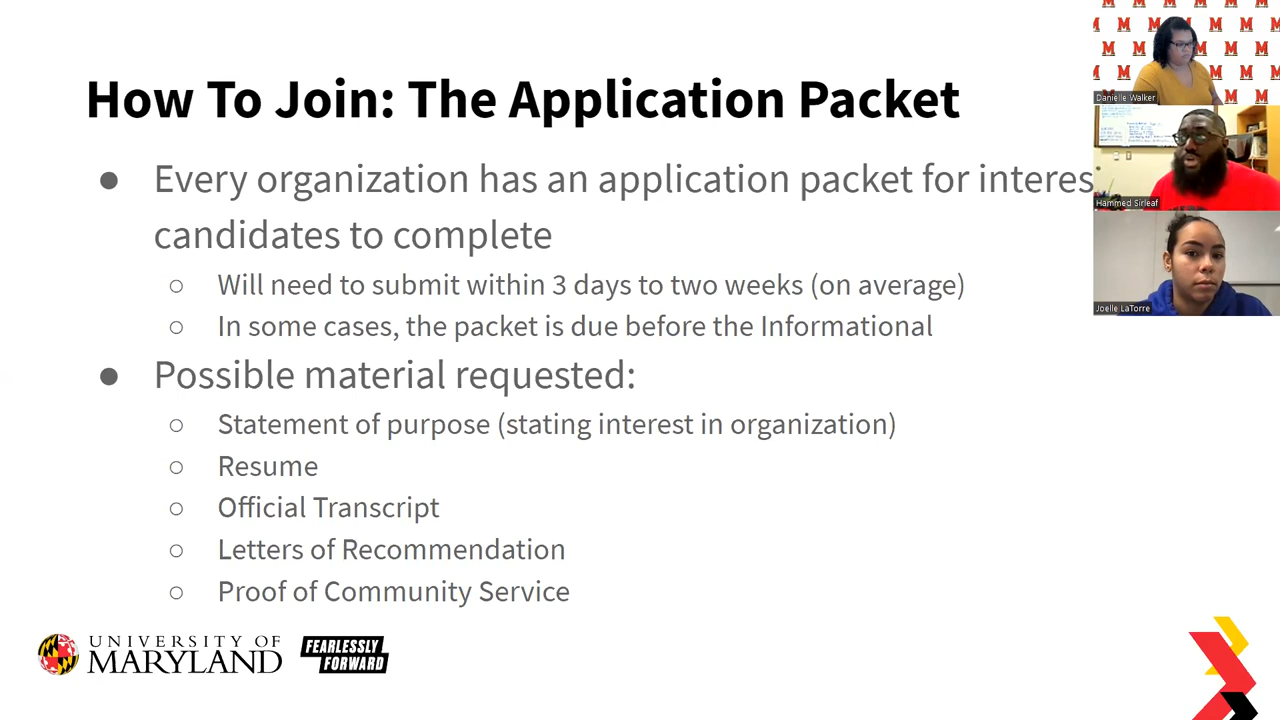 How To Join: The Application Packet
● Every organization has an application packet for interes
candidates to complete
○ Will need to submit within 3 days to two weeks (on average)
○ In some cases, the packet is due before the Informational
● Possible material requested:
○ Statement of purpose (stating interest in organization)
○ Resume
○ Official Transcript
○ Letters of Recommendation
○ Proof of Community Service
UNIVERSITY OF
MARYLAND
FEARLESSLY
FORWARD
Danielle Walker
Hammed Sirleaf
Joelle LaTorre